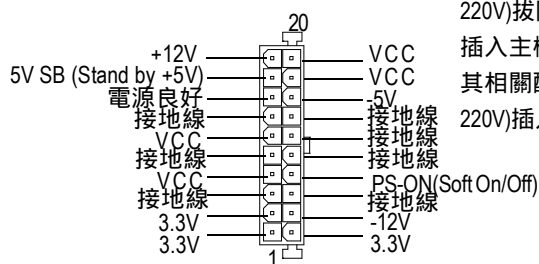 20
+12V
5V SB (Stand by +5V)
電源良好
接地線
VCC
接地線
VCC
接地線
3.3V
3.3V
1
VCC
VCC
-5V
接地線
接地線
接地線
PS-ON(Soft On/Off)
接地線
-12V
3.3V
220V)拔
插入主
其相關
220V)插